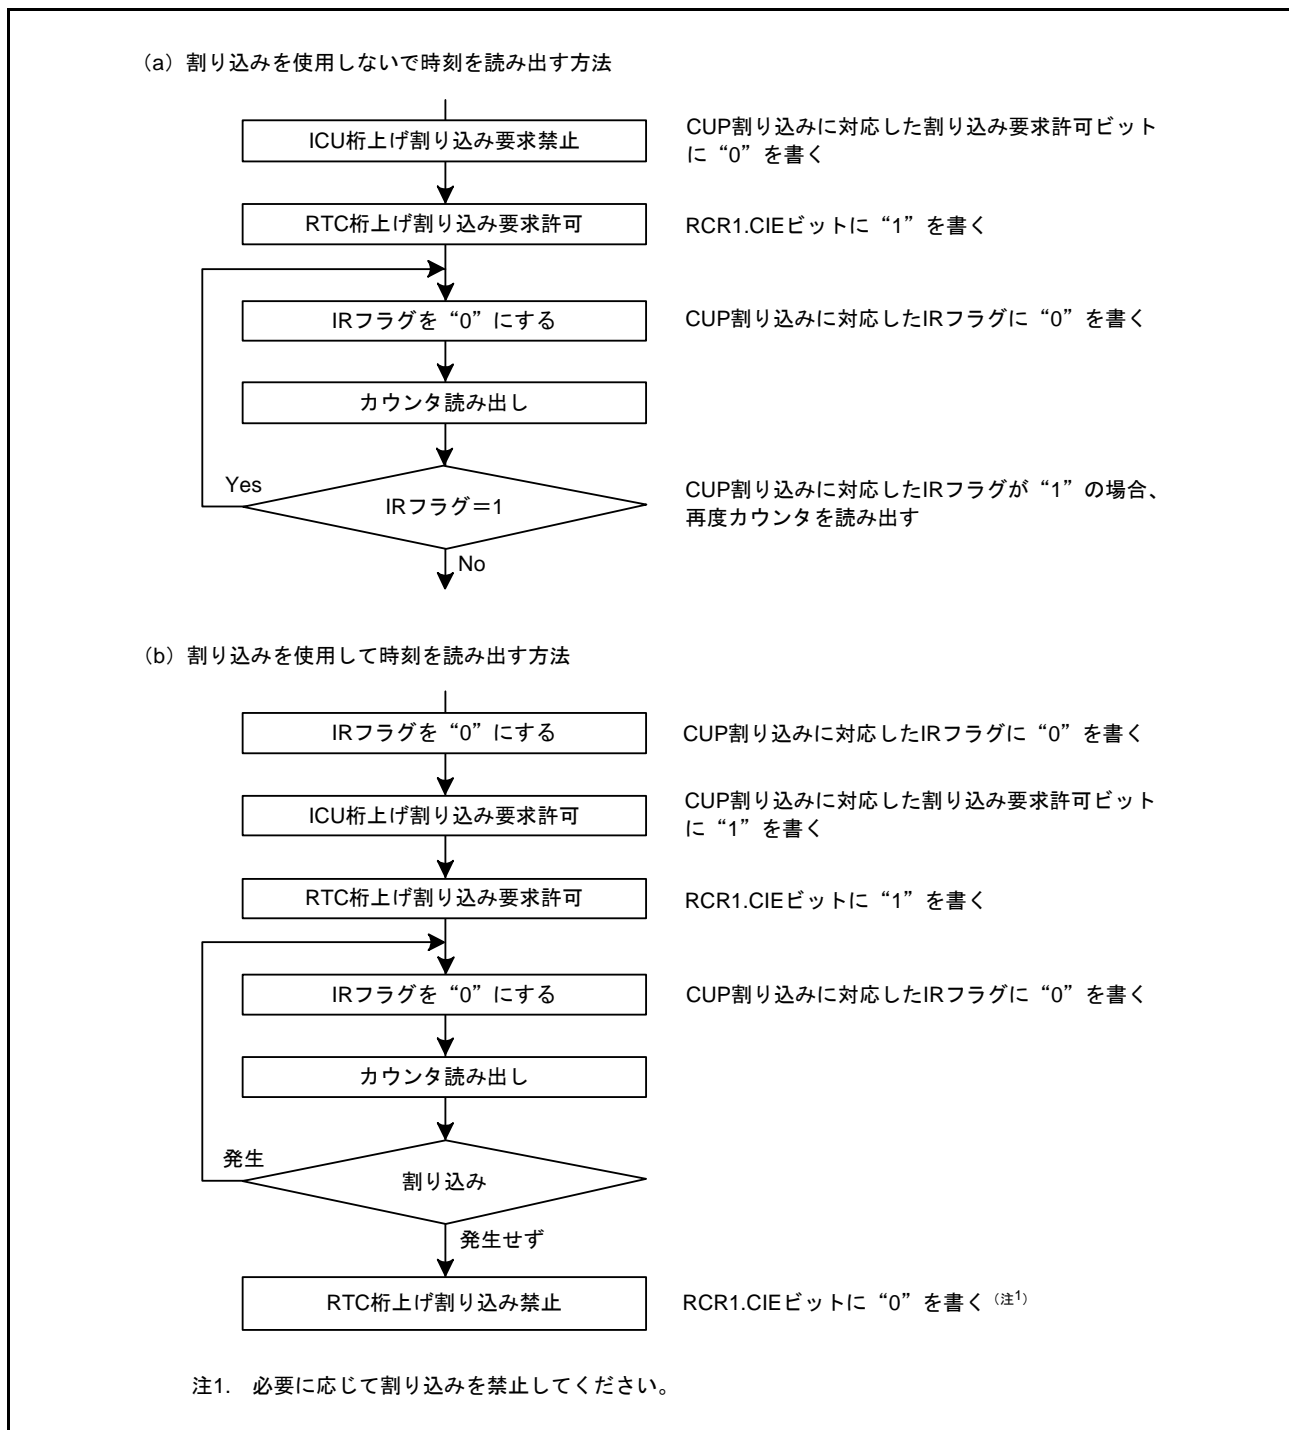 (a) 割り込みを使用しないで時刻を読み出す方法
ICU桁上げ割り込み要求禁止
CUP割り込みに対応した割り込み要求許可ビット
に“0”を書く
RTC桁上げ割り込み要求許可
RCR1.CIEビットに“1”を書く
IRフラグを“0”にする
CUP割り込みに対応したIRフラグに“0”を書く
カウンタ読み出し
Yes
IRフラグ=1
CUP割り込みに対応したIRフラグが“1”の場合、
再度カウンタを読み出す
No
(b) 割り込みを使用して時刻を読み出す方法
IRフラグを“0”にする
CUP割り込みに対応したIRフラグに“0”を書く
ICU桁上げ割り込み要求許可
CUP割り込みに対応した割り込み要求許可ビット
に“1”を書く
RTC桁上げ割り込み要求許可
RCR1.CIEビットに“1”を書く
IRフラグを“0”にする
CUP割り込みに対応したIRフラグに“0”を書く
カウンタ読み出し
発生
割り込み
発生せず
RTC桁上げ割り込み禁止
RCR1.CIEビットに“0”を書く(注1)
注1. 必要に応じて割り込みを禁止してください。